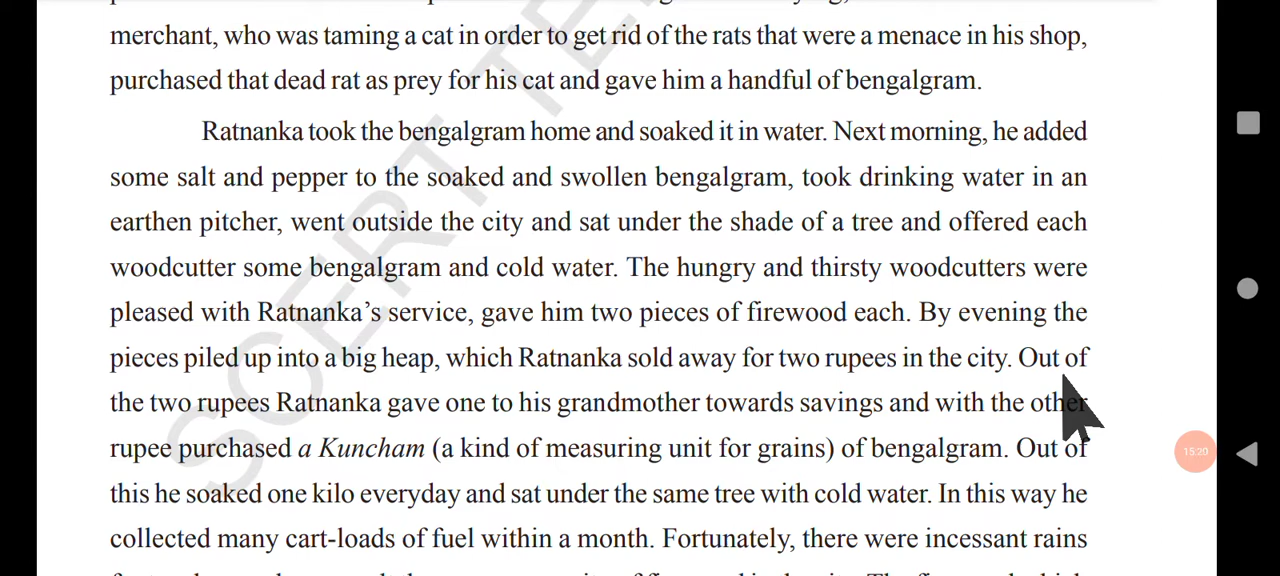 merchant, who was taming a cat in order to get rid of the rats that were a menace in his shop,
purchased that dead rat as prey for his cat and gave him a handful of bengalgram.
Ratnanka took the bengalgram home and soaked it in water. Next morning, he added
some salt and pepper to the soaked and swollen bengalgram, took drinking water in an
earthen pitcher, went outside the city and sat under the shade of a tree and offered each
woodcutter some bengalgram and cold water. The hungry and thirsty woodcutters were
pleased with Ratnanka's service, gave him two pieces of firewood each. By evening the
pieces piled up into a big heap, which Ratnanka sold away for two rupees in the city. Out of
the two rupees Ratnanka gave one to his grandmother towards savings and with the other
rupee purchased a Kuncham (a kind of measuring unit for grains) of bengalgram. Out of
this he soaked one kilo everyday and sat under the same tree with cold water. In this way he
collected many cart-loads of fuel within a month. Fortunately, there were incessant rains
SCERT TE
15:20